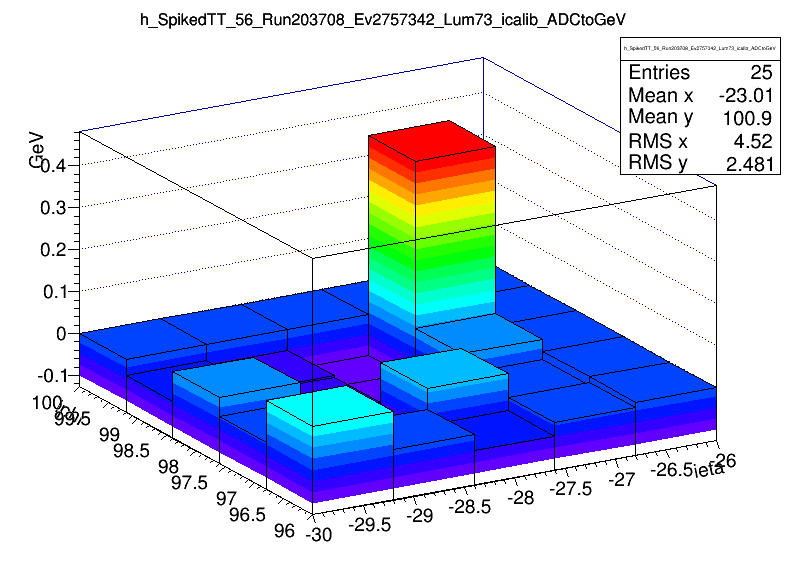 h_SpikedTT_56_Run203708_Ev2757342_Lum73_icalib_ADCtoGeV
h_SpikedTT_56_Run203708_Ev2757342_Lum73_icalib_ADCtoGeV
Entries 25
Mean x -23.01
Mean y 100.9
RMS x 4.52
RMS y 2.481
GeV
0.4
0.3
0.2
0.1
0
-0.1
100
99.5
99
98.5
98
97.5
97
96.5
96
-30
-29.5
-29
-28.5
-28
-27.5
-27
-26.5
ieta
-26